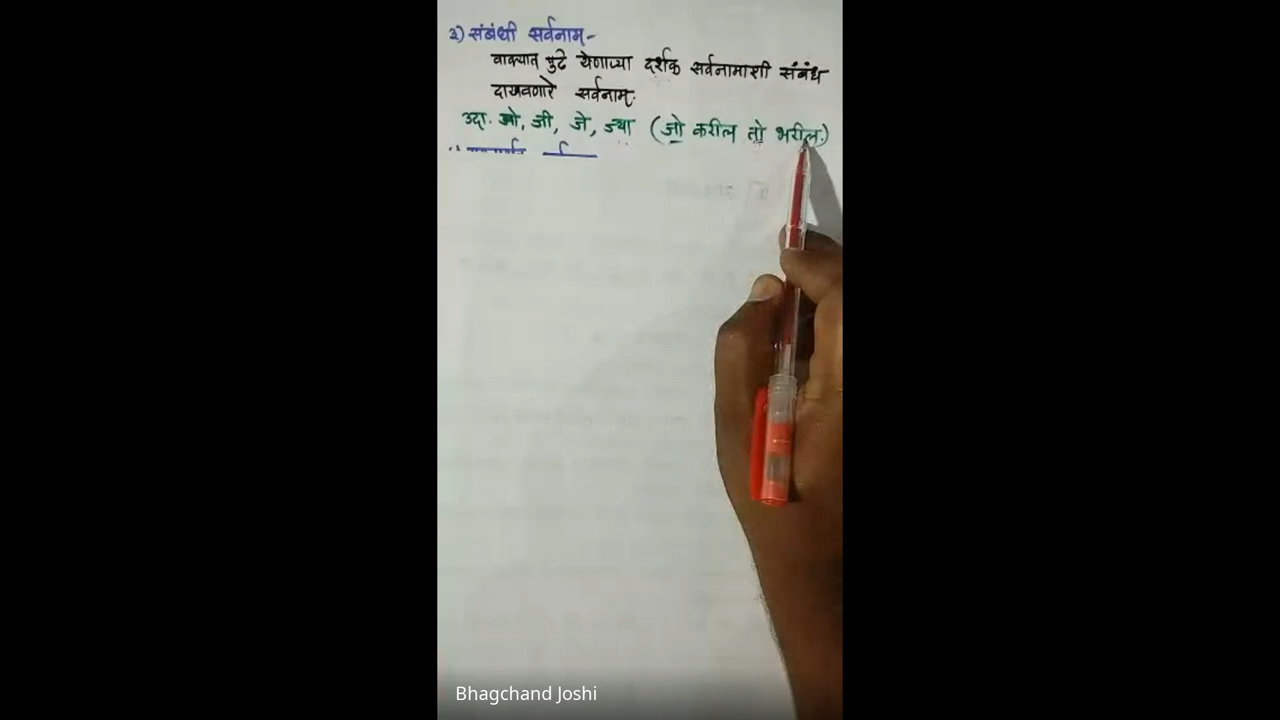 ३) संबंधी सर्वनाम -
वाक्यात पुढे येणाऱ्या दर्शक सर्वनामाशी संबंध
दाखवणारे सर्वनाम.
उदा. जो, जी, जे, ज्या (जो करील तो भरील.)
Bhagchand Joshi